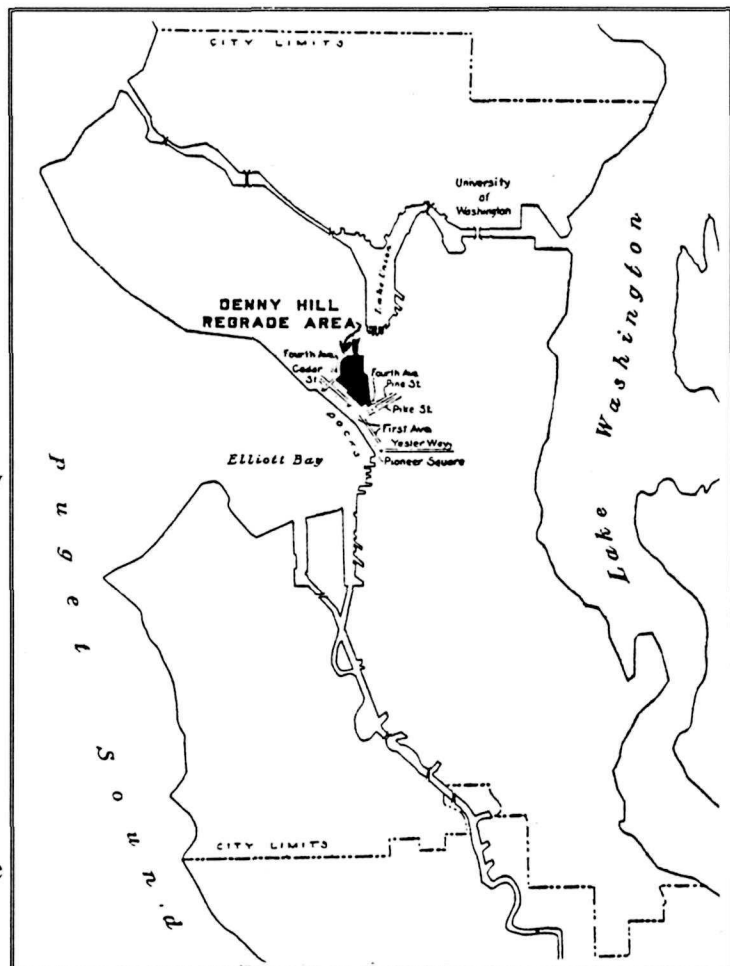 CITY LIMITS
University
of
Washington
Lake Union
DENNY HILL
REGRADE AREA
Fourth Ave.
Cedar
St.
Fourth Ave
Pine St.
Pike St.
First Ave
Yesler Way
Pioneer Square
Docks
Elliott Bay
Puget Sound
Lake Washington
CITY LIMITS